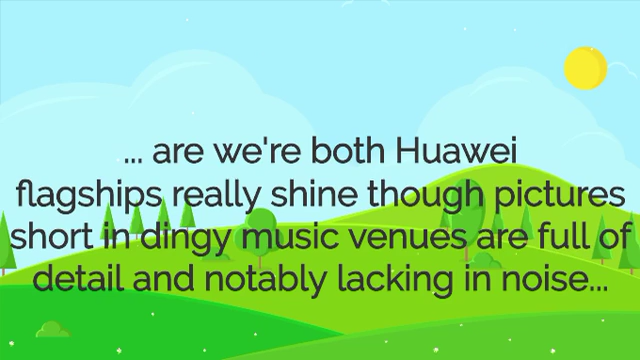 ... are we're both Huawei
flagships really shine though pictures
short in dingy music venues are full of
detail and notably lacking in noise...